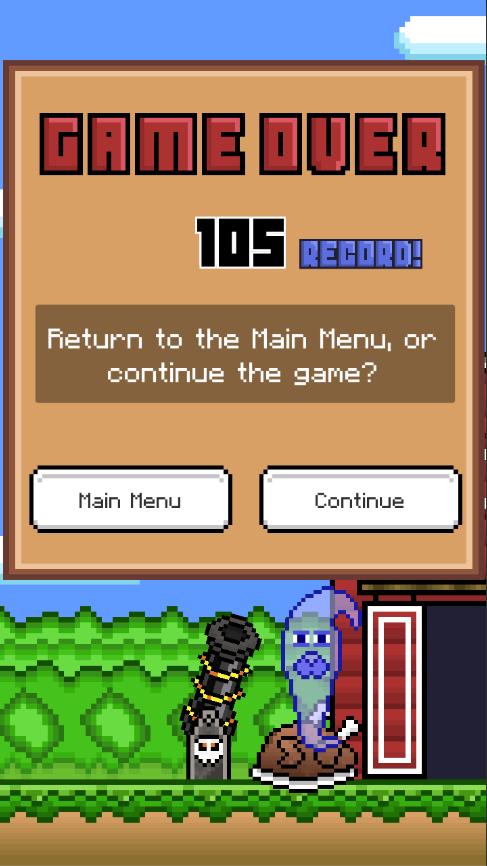 GAME OVER
105 RECORD!
Return to the Main Menu, or
continue the game?
Main Menu Continue